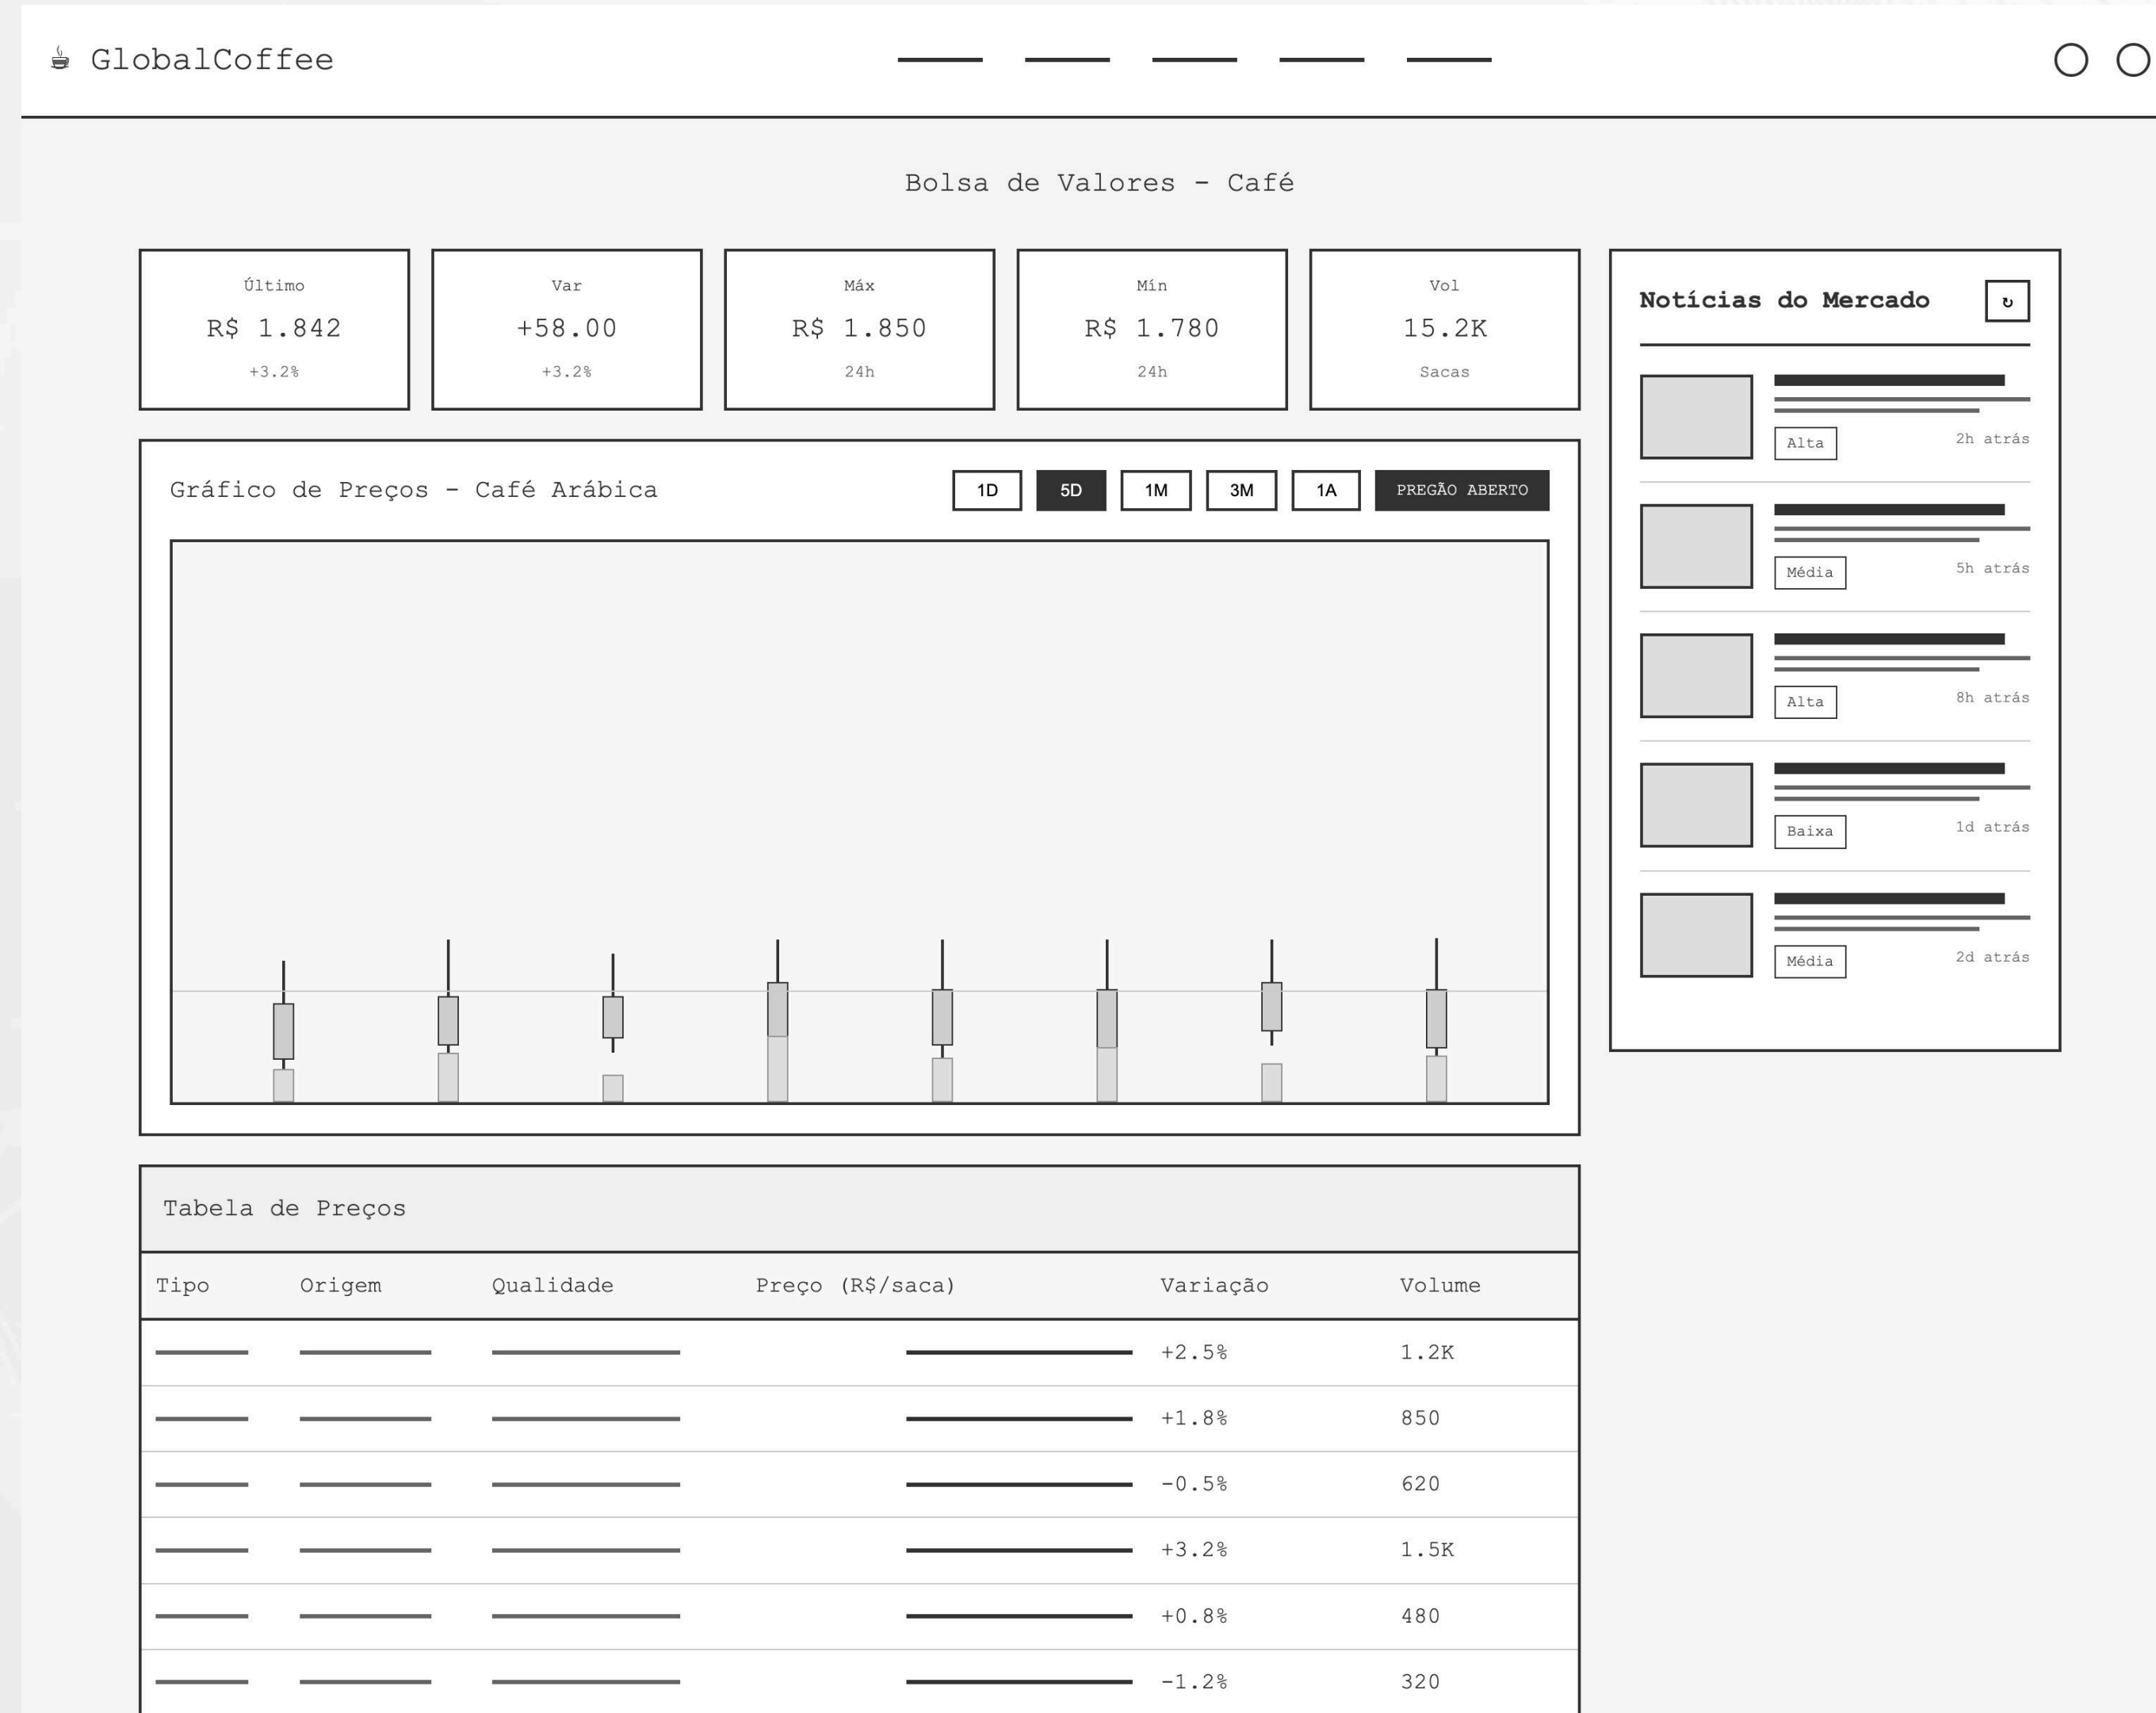 ☕ GlobalCoffee
Bolsa de Valores - Café
Último
R$ 1.842
+3.2%
Var
+58.00
+3.2%
Máx
R$ 1.850
24h
Mín
R$ 1.780
24h
Vol
15.2K
Sacas
Gráfico de Preços - Café Arábica
1D 5D 1M 3M 1A PREGÃO ABERTO
Notícias do Mercado ↻
Alta 2h atrás
Média 5h atrás
Alta 8h atrás
Baixa 1d atrás
Média 2d atrás
Tabela de Preços
Tipo Origem Qualidade Preço (R$/saca) Variação Volume
+2.5% 1.2K
+1.8% 850
-0.5% 620
+3.2% 1.5K
+0.8% 480
-1.2% 320